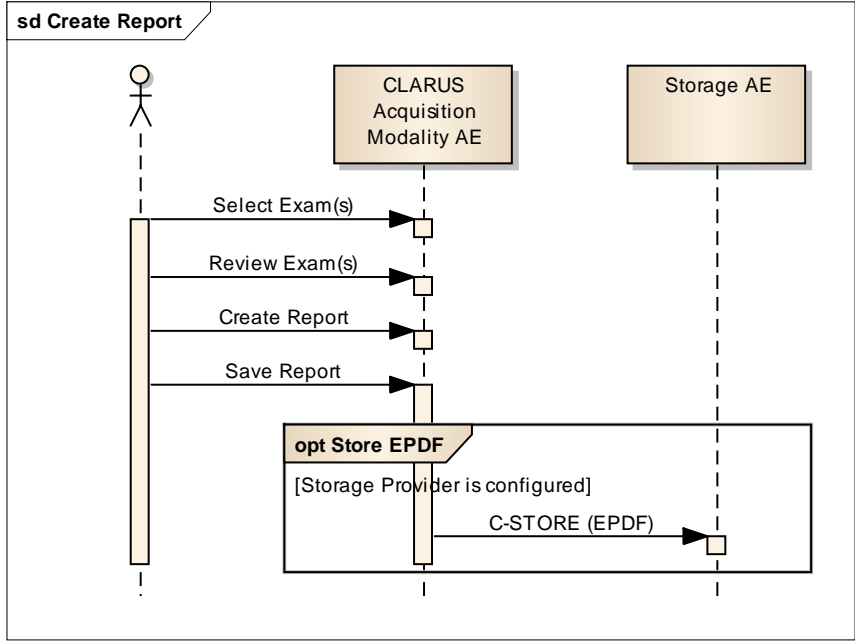 sd Create Report
CLARUS
Acquisition
Modality AE
Storage AE
Select Exam(s)
Review Exam(s)
Create Report
Save Report
opt Store EPDF
[Storage Provider is configured]
C-STORE (EPDF)